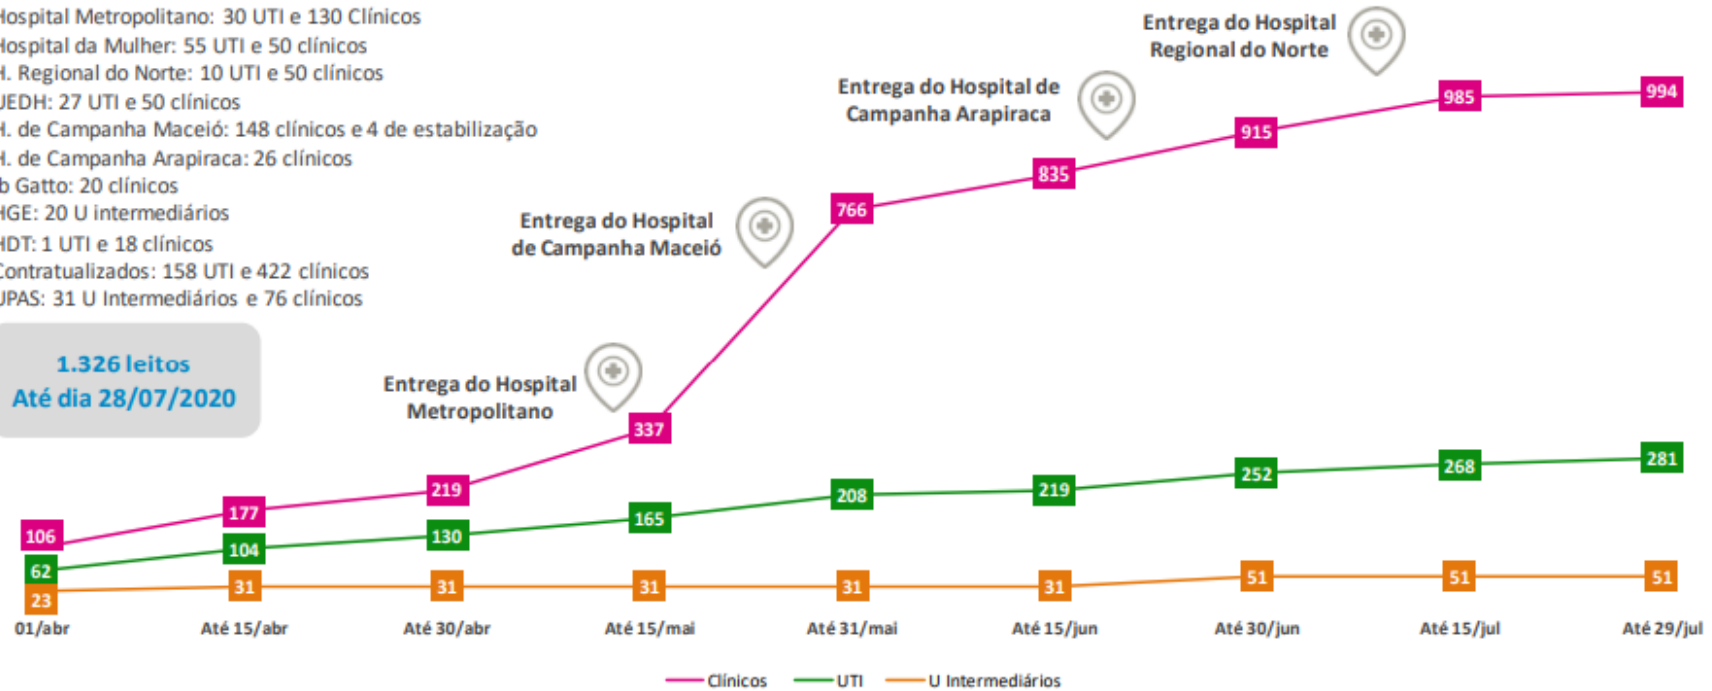 Hospital Metropolitano: 30 UTI e 130 Clínicos
Hospital da Mulher: 55 UTI e 50 clínicos
H. Regional do Norte: 10 UTI e 50 clínicos
UEDH: 27 UTI e 50 clínicos
H. de Campanha Maceió: 148 clínicos e 4 de estabilização
H. de Campanha Arapiraca: 26 clínicos
b Gatto: 20 clínicos
HGE: 20 U intermediários
HDT: 1 UTI e 18 clínicos
Contratualizados: 158 UTI e 422 clínicos
UPAS: 31 U Intermediários e 76 clínicos
1.326 leitos
Até dia 28/07/2020
Entrega do Hospital
Metropolitano
Entrega do Hospital
de Campanha Maceió
Entrega do Hospital de
Campanha Arapiraca
Entrega do Hospital
Regional do Norte
106 177 219 337 766 835 915 985 994
62 104 130 165 208 219 252 268 281
23 31 31 31 31 31 51 51 51
01/abr Até 15/abr Até 30/abr Até 15/mai Até 31/mai Até 15/jun Até 30/jun Até 15/jul Até 29/jul
Clínicos UTI U Intermediários